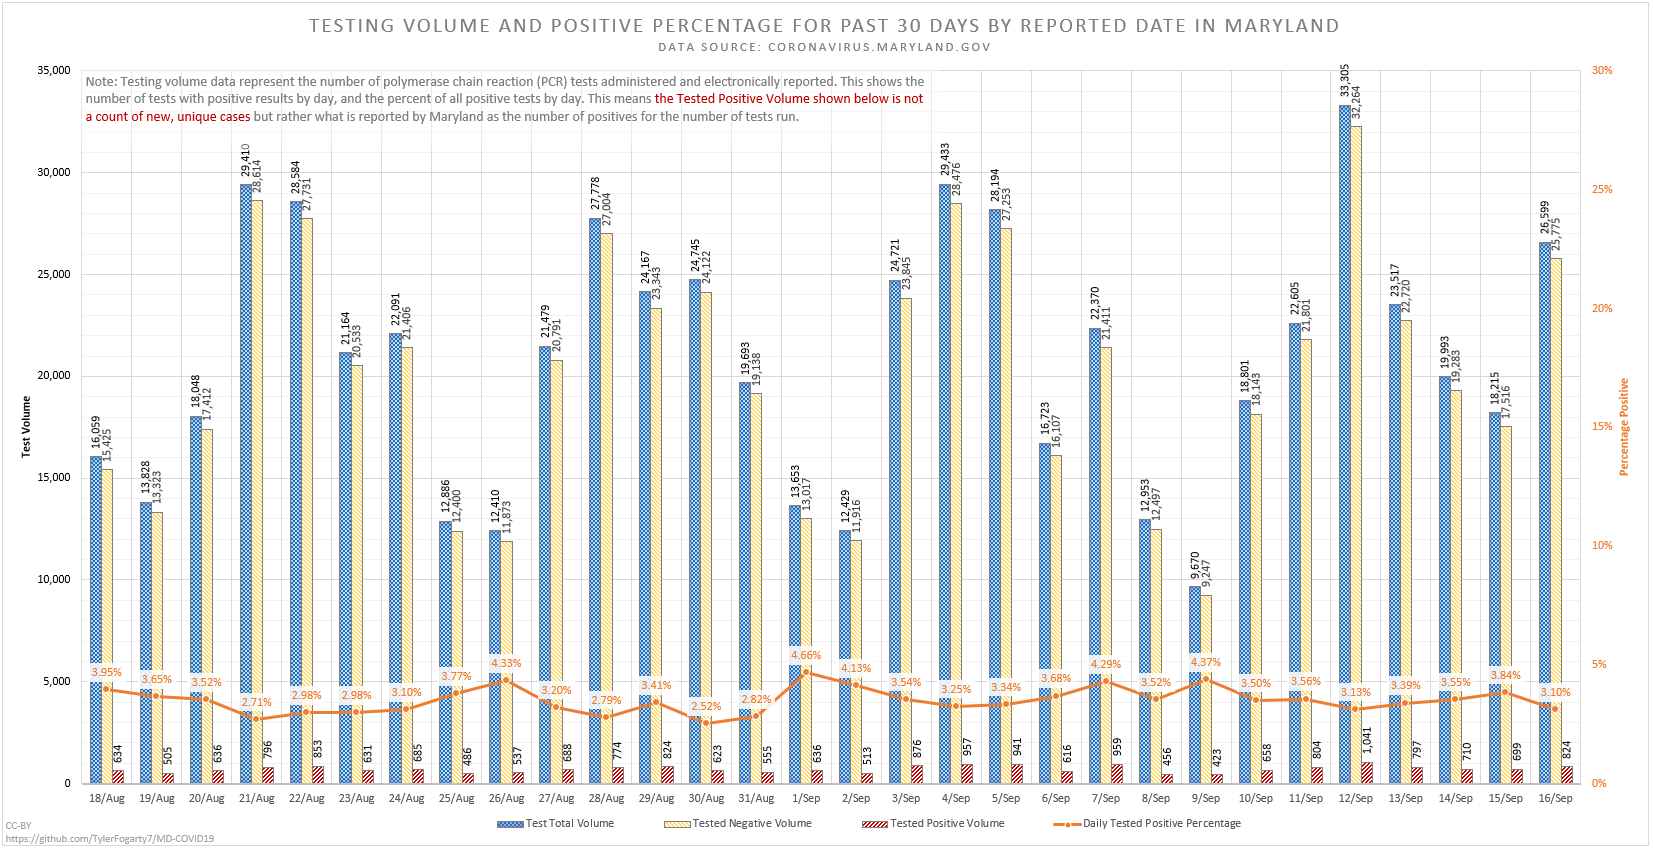 TESTING VOLUME AND POSITIVE PERCENTAGE FOR PAST 30 DAYS BY REPORTED DATE IN MARYLAND
DATA SOURCE: CORONAVIRUS.MARYLAND.GOV
Note: Testing volume data represent the number of polymerase chain reaction (PCR) tests administered and electronically reported. This shows the
number of tests with positive results by day, and the percent of all positive tests by day. This means the Tested Positive Volume shown below is not
a count of new, unique cases but rather what is reported by Maryland as the number of positives for the number of tests run.
Test Volume
35,000
30,000
25,000
20,000
15,000
10,000
5,000
0
16,059 13,828 18,048 29,410 28,584 21,164 22,091 12,886 12,410 21,479 27,778 24,167 24,745 19,693 13,653 12,429 24,721 29,433 28,194 16,723 22,370 12,953 9,670 18,801 22,605 33,305 23,517 19,993 18,215 26,599
15,425 13,323 17,412 28,614 27,731 20,533 21,406 12,400 11,873 20,791 27,004 23,343 24,122 19,138 13,017 11,916 23,845 28,476 27,253 16,107 21,411 12,497 9,247 18,143 21,801 32,264 22,720 19,283 17,516 25,775
3.95% 3.65% 3.52% 2.71% 2.98% 2.98% 3.10% 3.77% 4.33% 3.20% 2.79% 3.41% 2.52% 2.82% 4.66% 4.13% 3.54% 3.25% 3.34% 3.68% 4.29% 3.52% 4.37% 3.50% 3.56% 3.13% 3.39% 3.55% 3.84% 3.10%
634 505 636 796 853 631 685 486 537 688 774 824 623 555 636 513 876 957 941 616 959 456 423 658 804 1,041 797 710 699 824
18/Aug 19/Aug 20/Aug 21/Aug 22/Aug 23/Aug 24/Aug 25/Aug 26/Aug 27/Aug 28/Aug 29/Aug 30/Aug 31/Aug 1/Sep 2/Sep 3/Sep 4/Sep 5/Sep 6/Sep 7/Sep 8/Sep 9/Sep 10/Sep 11/Sep 12/Sep 13/Sep 14/Sep 15/Sep 16/Sep
30%
25%
20%
15%
10%
5%
0%
Percentage Positive
Test Total Volume Tested Negative Volume Tested Positive Volume Daily Tested Positive Percentage
CC-BY
https://github.com/TylerFogarty7/MD-COVID19